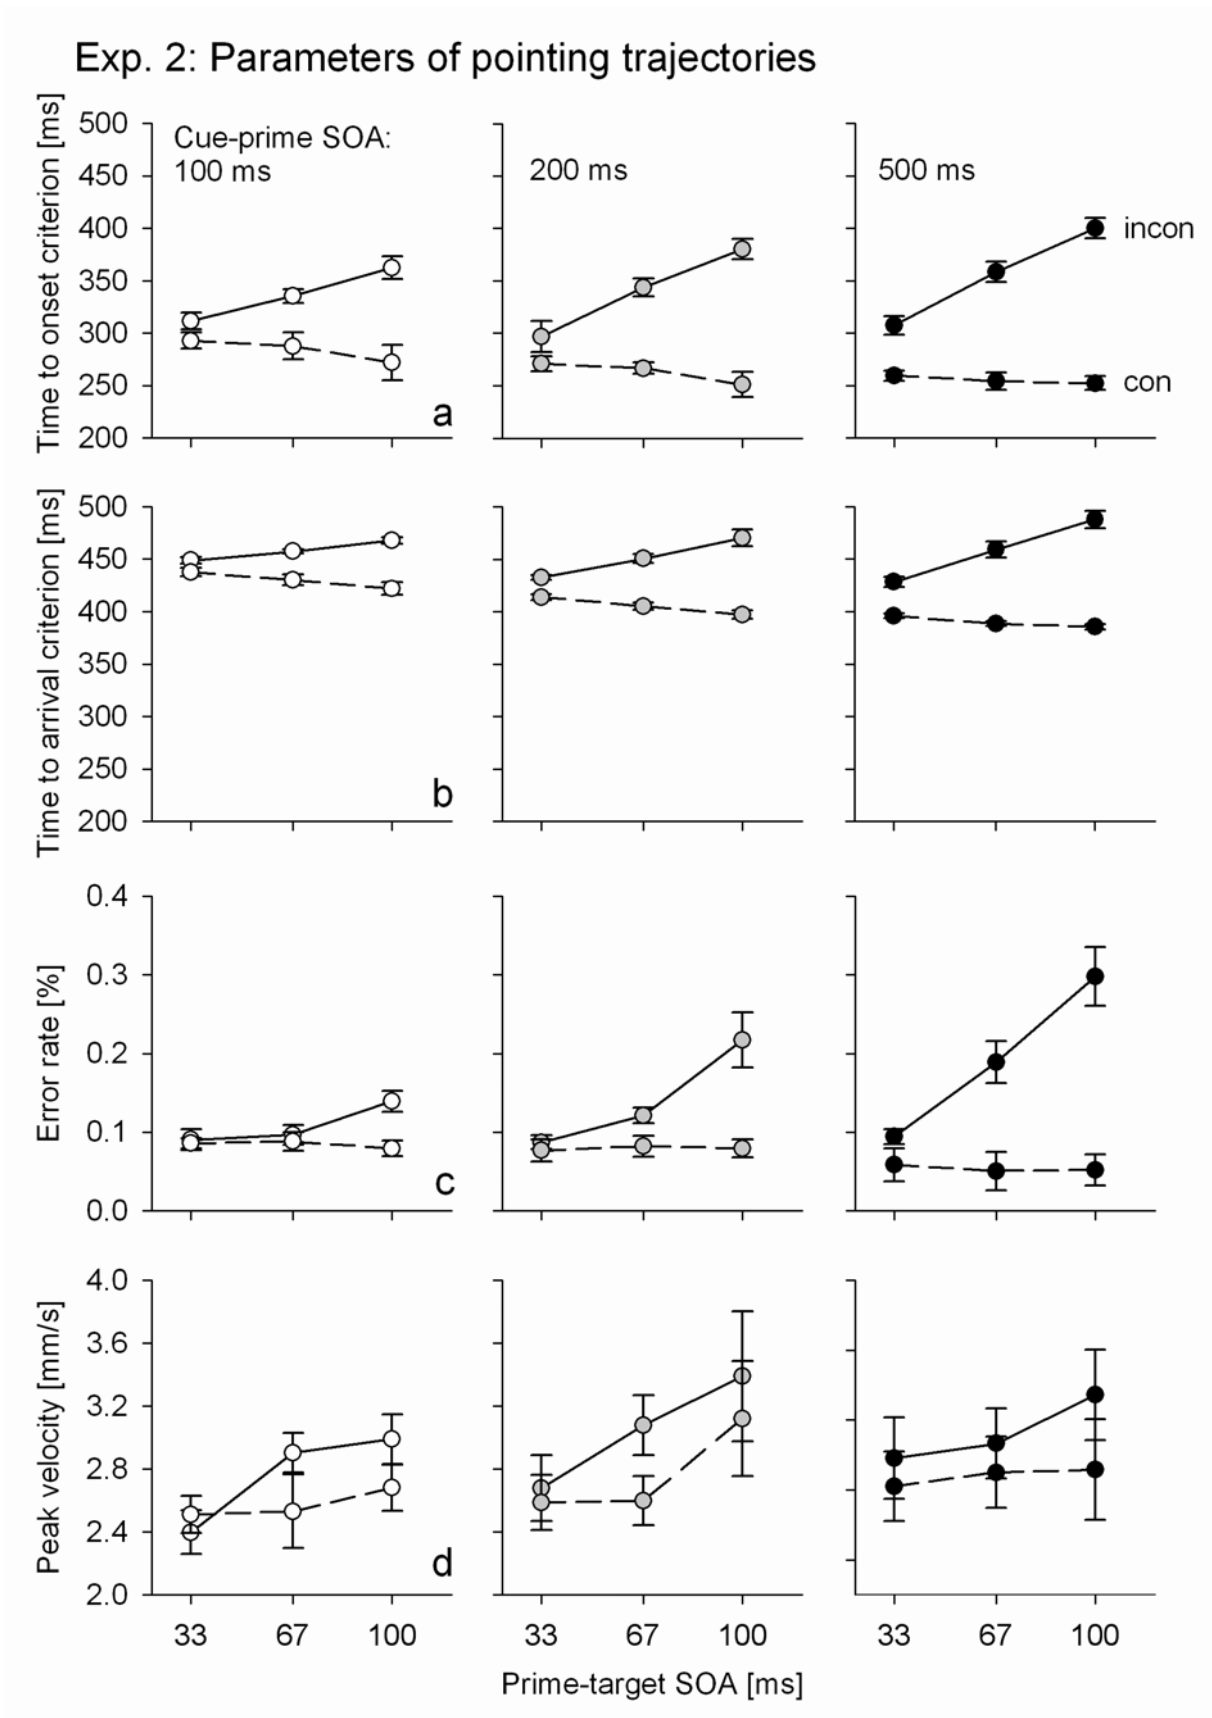 Exp. 2: Parameters of pointing trajectories
Time to onset criterion [ms]
500
450
400
350
300
250
200
Cue-prime SOA:
100 ms
200 ms
500 ms
incon
con
a
Time to arrival criterion [ms]
500
450
400
350
300
250
200
b
Error rate [%]
0.4
0.3
0.2
0.1
0.0
c
Peak velocity [mm/s]
4.0
3.6
3.2
2.8
2.4
2.0
d
33 67 100
33 67 100
33 67 100
Prime-target SOA [ms]